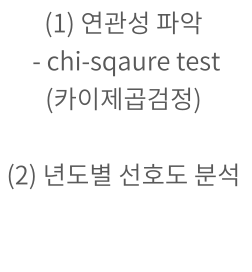 (1) 연관성 파악
- chi-sqaure test
(카이제곱검정)
(2) 년도별 선호도 분석